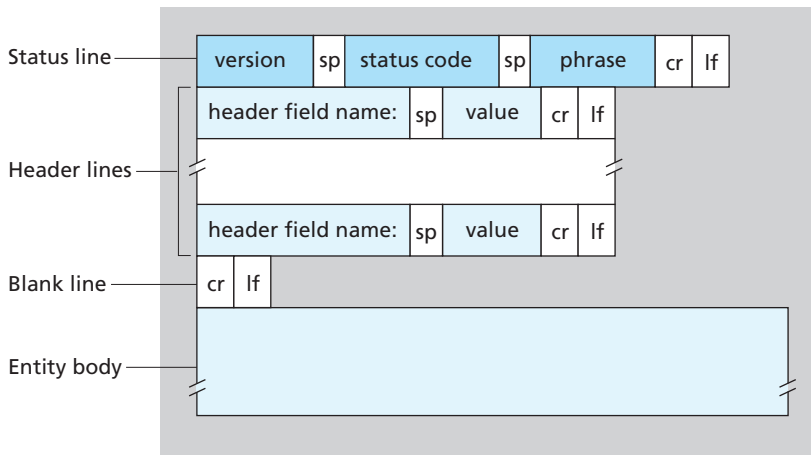 Status line version sp status code sp phrase cr lf
header field name: sp value cr lf
Header lines
header field name: sp value cr lf
Blank line cr lf
Entity body